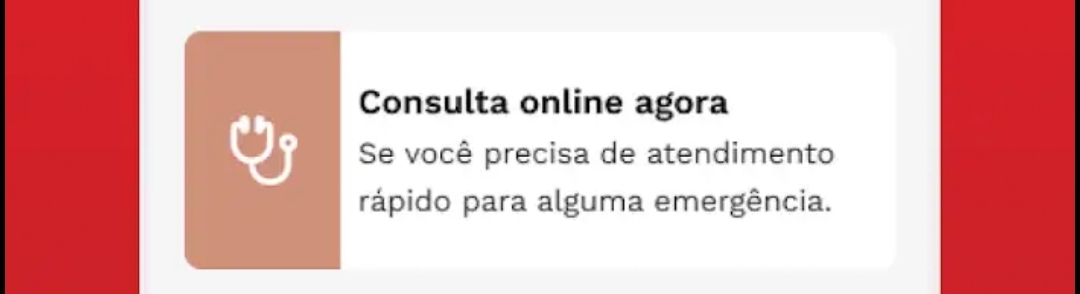 Consulta online agora
Se você precisa de atendimento
rápido para alguma emergência.